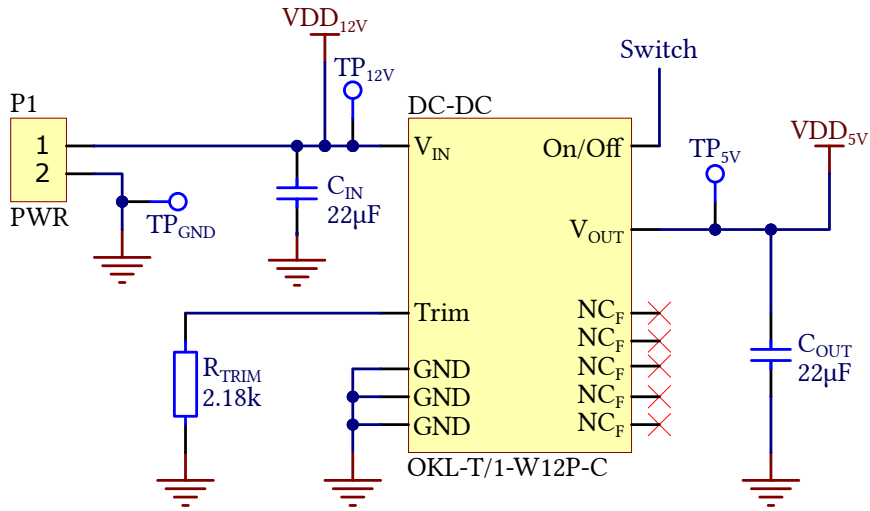 VDD12V
TP12V
Switch
P1
DC-DC
1
2
PWR
TPGND
CIN
22µF
VIN
On/Off
TP5V
VDD5V
VOUT
Trim
GND
GND
GND
NCF
NCF
NCF
NCF
NCF
RTRIM
2.18k
COUT
22µF
OKL-T/1-W12P-C